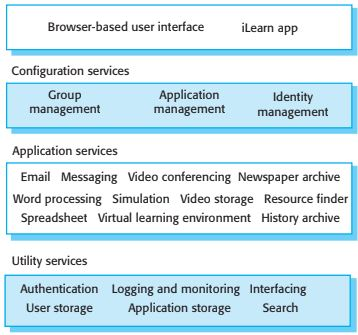 Browser-based user interface iLearn app
Configuration services
Group management Application management Identity management
Application services
Email Messaging Video conferencing Newspaper archive
Word processing Simulation Video storage Resource finder
Spreadsheet Virtual learning environment History archive
Utility services
Authentication Logging and monitoring Interfacing
User storage Application storage Search